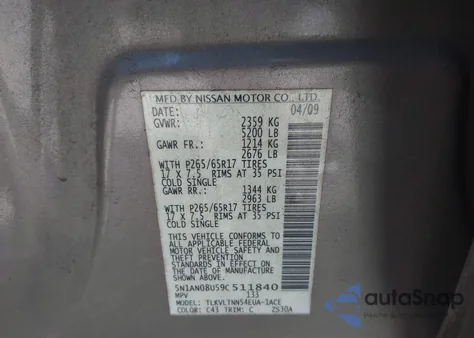 MFD BY NISSAN MOTOR CO., LTD.
DATE: 04/09
GVWR: 2359 KG
5200 LB
GAWR FR.: 1214 KG
2676 LB
WITH P265/65R17 TIRES
17 X 7.5 RIMS AT 35 PSI
COLD SINGLE
GAWR RR.: 1344 KG
2963 LB
WITH P265/65R17 TIRES
17 X 7.5 RIMS AT 35 PSI
COLD SINGLE
THIS VEHICLE CONFORMS TO
ALL APPLICABLE FEDERAL
MOTOR VEHICLE SAFETY
STANDARDS IN EFFECT ON
THE DATE OF MANUFACTURE
SHOWN ABOVE.
5N1AN08U59C511840
MPV 133
MODEL: TLKVLTNN54EUA-1ACE
COLOR: C43 TRIM: C ZS30A
autoSnap